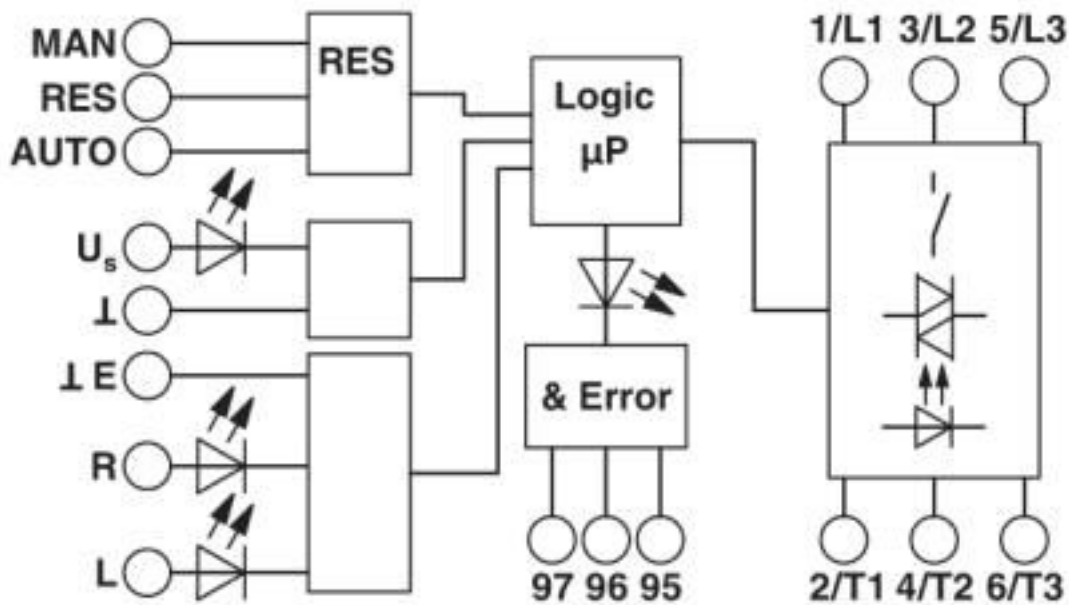 MAN
RES
AUTO
RES
U_s
⊥
⊥ E
R
L
Logic
µP
& Error
97 96 95
1/L1 3/L2 5/L3
2/T1 4/T2 6/T3